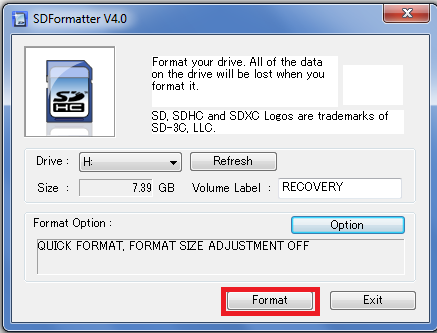 SDFormatter V4.0
Format your drive. All of the data
on the drive will be lost when you
format it.
SD, SDHC and SDXC Logos are trademarks of
SD-3C, LLC.
SD
HC
Drive : H: Refresh
Size : 7.39 GB Volume Label : RECOVERY
Format Option :
Option
QUICK FORMAT, FORMAT SIZE ADJUSTMENT OFF
Format Exit